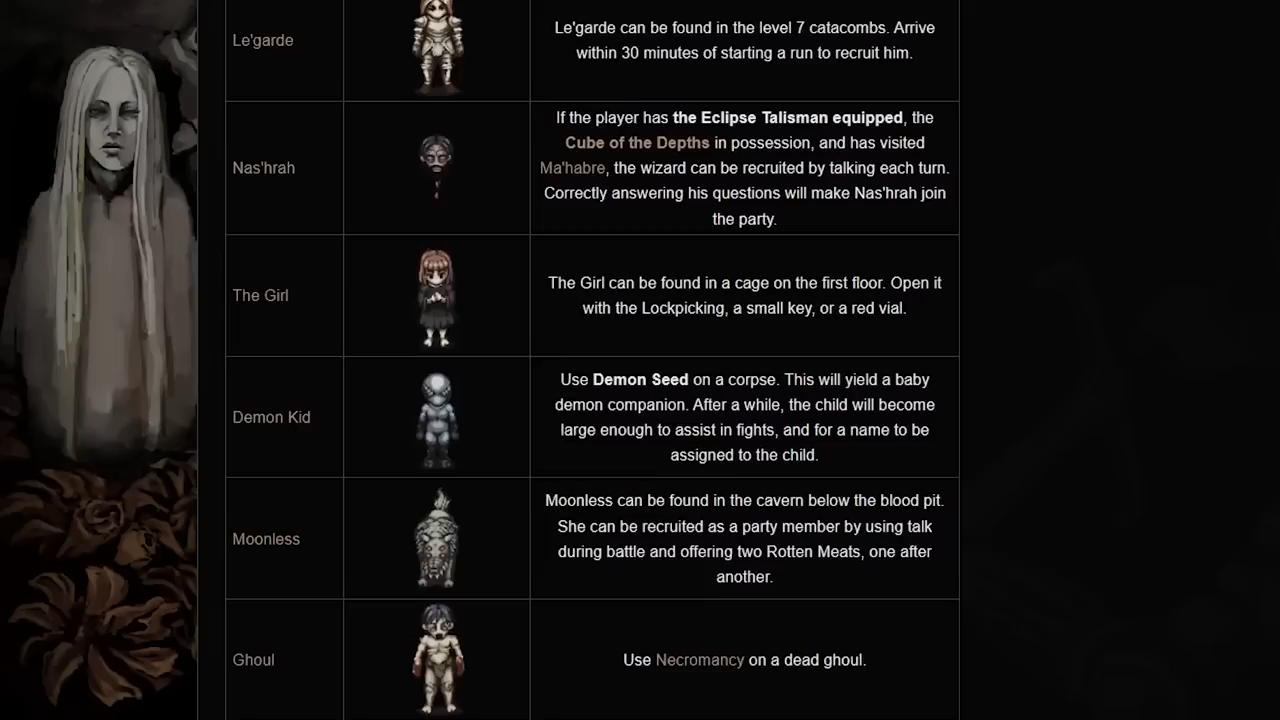 Le'garde
Le'garde can be found in the level 7 catacombs. Arrive
within 30 minutes of starting a run to recruit him.
Nas'hrah
If the player has the Eclipse Talisman equipped, the
Cube of the Depths in possession, and has visited
Ma'habre, the wizard can be recruited by talking each turn.
Correctly answering his questions will make Nas'hrah join
the party.
The Girl
The Girl can be found in a cage on the first floor. Open it
with the Lockpicking, a small key, or a red vial.
Demon Kid
Use Demon Seed on a corpse. This will yield a baby
demon companion. After a while, the child will become
large enough to assist in fights, and for a name to be
assigned to the child.
Moonless
Moonless can be found in the cavern below the blood pit.
She can be recruited as a party member by using talk
during battle and offering two Rotten Meats, one after
another.
Ghoul
Use Necromancy on a dead ghoul.